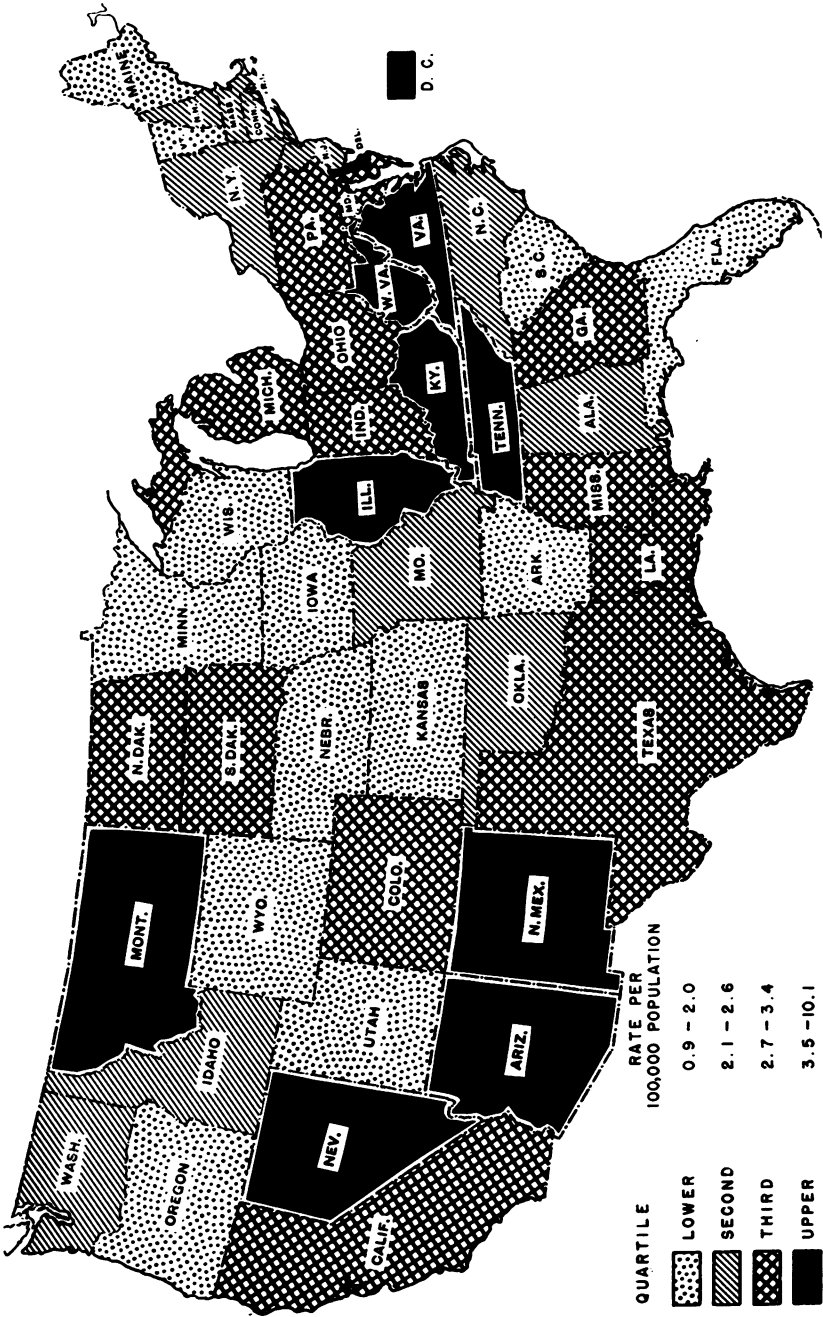 WASH.
OREGON
CALIF.
NEV.
IDAHO
MONT.
WYO.
UTAH
ARIZ.
COLO.
N. MEX.
N. DAK.
S. DAK.
NEBR.
KANSAS
OKLA.
TEXAS
MINN.
IOWA
MO.
ARK.
LA.
WIS.
ILL.
MICH.
IND.
OHIO
KY.
TENN.
MISS.
ALA.
GA.
FLA.
S. C.
N. C.
VA.
W. VA.
PA.
N. Y.
MAINE
MASS
CONN.
R. I.
N. J.
DEL.
MD.
D. C.
QUARTILE
RATE PER
100,000 POPULATION
LOWER 0.9 – 2.0
SECOND 2.1 – 2.6
THIRD 2.7 – 3.4
UPPER 3.5 – 10.1